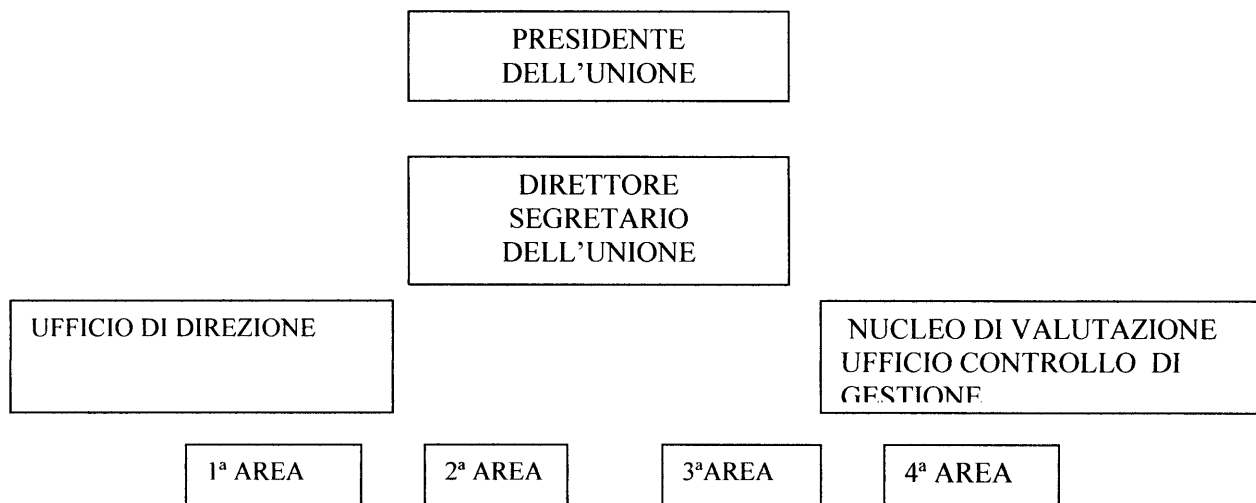 PRESIDENTE
DELL’UNIONE
DIRETTORE
SEGRETARIO
DELL’UNIONE
UFFICIO DI DIREZIONE
NUCLEO DI VALUTAZIONE
UFFICIO CONTROLLO DI
GESTIONE
1ª AREA
2ª AREA
3ªAREA
4ª AREA